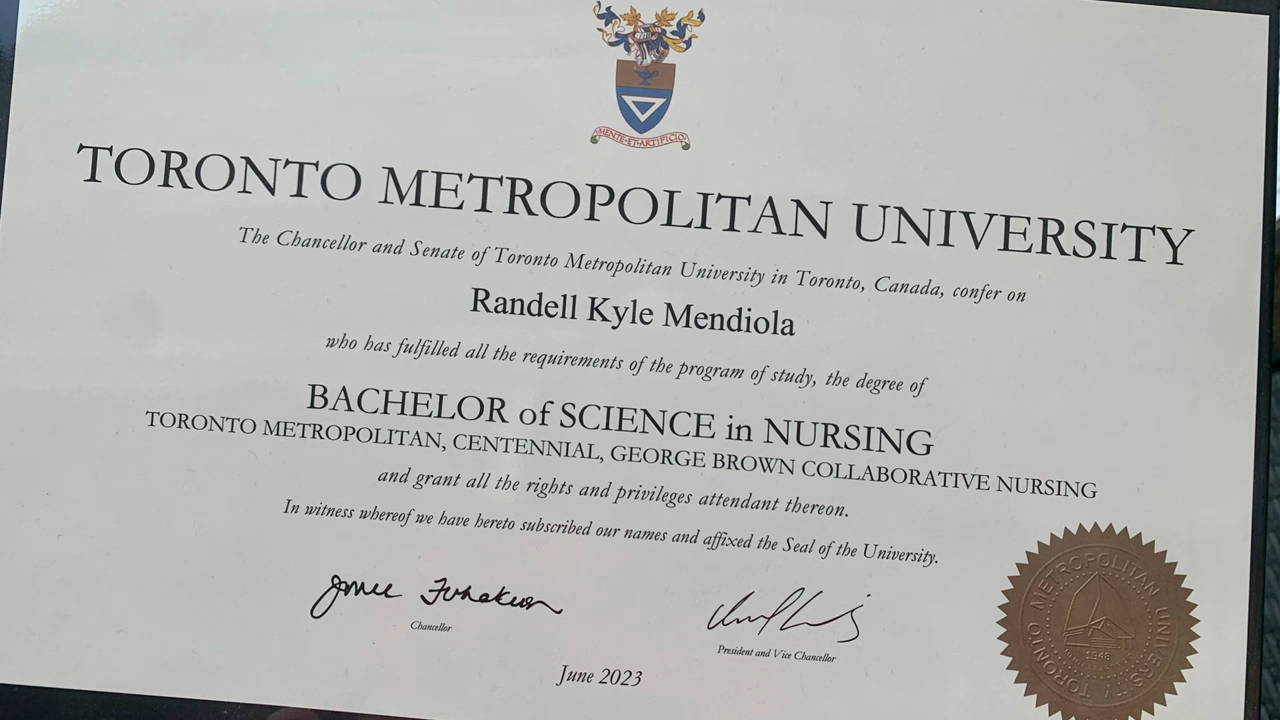 MENTE·ET·ARTIFICIO
TORONTO METROPOLITAN UNIVERSITY
The Chancellor and Senate of Toronto Metropolitan University in Toronto, Canada, confer on
Randell Kyle Mendiola
who has fulfilled all the requirements of the program of study, the degree of
BACHELOR of SCIENCE in NURSING
TORONTO METROPOLITAN, CENTENNIAL, GEORGE BROWN COLLABORATIVE NURSING
and grant all the rights and privileges attendant thereon.
In witness whereof we have hereto subscribed our names and affixed the Seal of the University.
Chancellor
President and Vice Chancellor
June 2023
TORONTO METROPOLITAN UNIVERSITY
1948